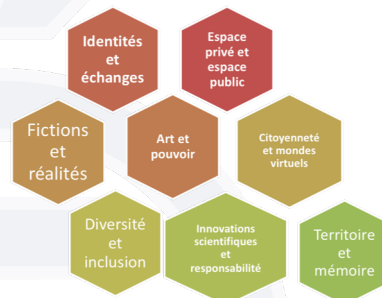 Identités
et
échanges
Espace
privé et
espace
public
Fictions
et
réalités
Art et
pouvoir
Citoyenneté
et mondes
virtuels
Diversité
et
inclusion
Innovations
scientifiques
et
responsabilité
Territoire
et
mémoire